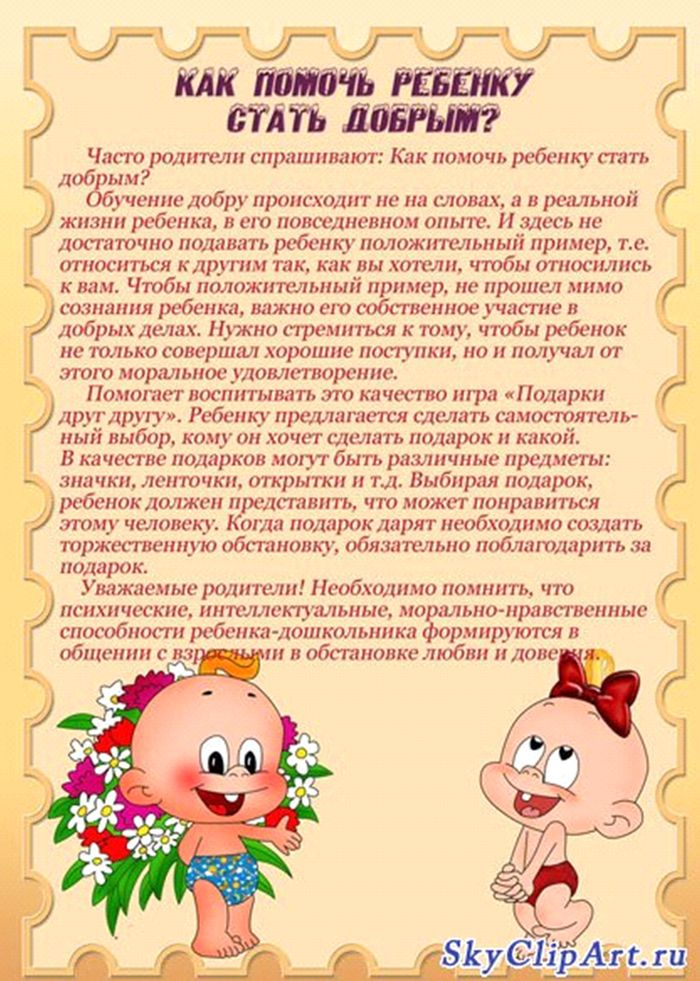 КАК ПОМОЧЬ РЕБЕНКУ
СТАТЬ ДОБРЫМ?
Часто родители спрашивают: Как помочь ребенку стать
добрым?
Обучение добру происходит не на словах, а в реальной
жизни ребенка, в его повседневном опыте. И здесь не
достаточно подавать ребенку положительный пример, т.е.
относиться к другим так, как вы хотели, чтобы относились
к вам. Чтобы положительный пример, не прошел мимо
сознания ребенка, важно его собственное участие в
добрых делах. Нужно стремиться к тому, чтобы ребенок
не только совершал хорошие поступки, но и получал от
этого моральное удовлетворение.
Помогает воспитывать это качество игра «Подарки
друг другу». Ребенку предлагается сделать самостоятель-
ный выбор, кому он хочет сделать подарок и какой.
В качестве подарков могут быть различные предметы:
значки, ленточки, открытки и т.д. Выбирая подарок,
ребенок должен представить, что может понравиться
этому человеку. Когда подарок дарят необходимо создать
торжественную обстановку, обязательно поблагодарить за
подарок.
Уважаемые родители! Необходимо помнить, что
психические, интеллектуальные, морально-нравственные
способности ребенка-дошкольника формируются в
общении с взрослыми в обстановке любви и доверия.
SkyClipArt.ru